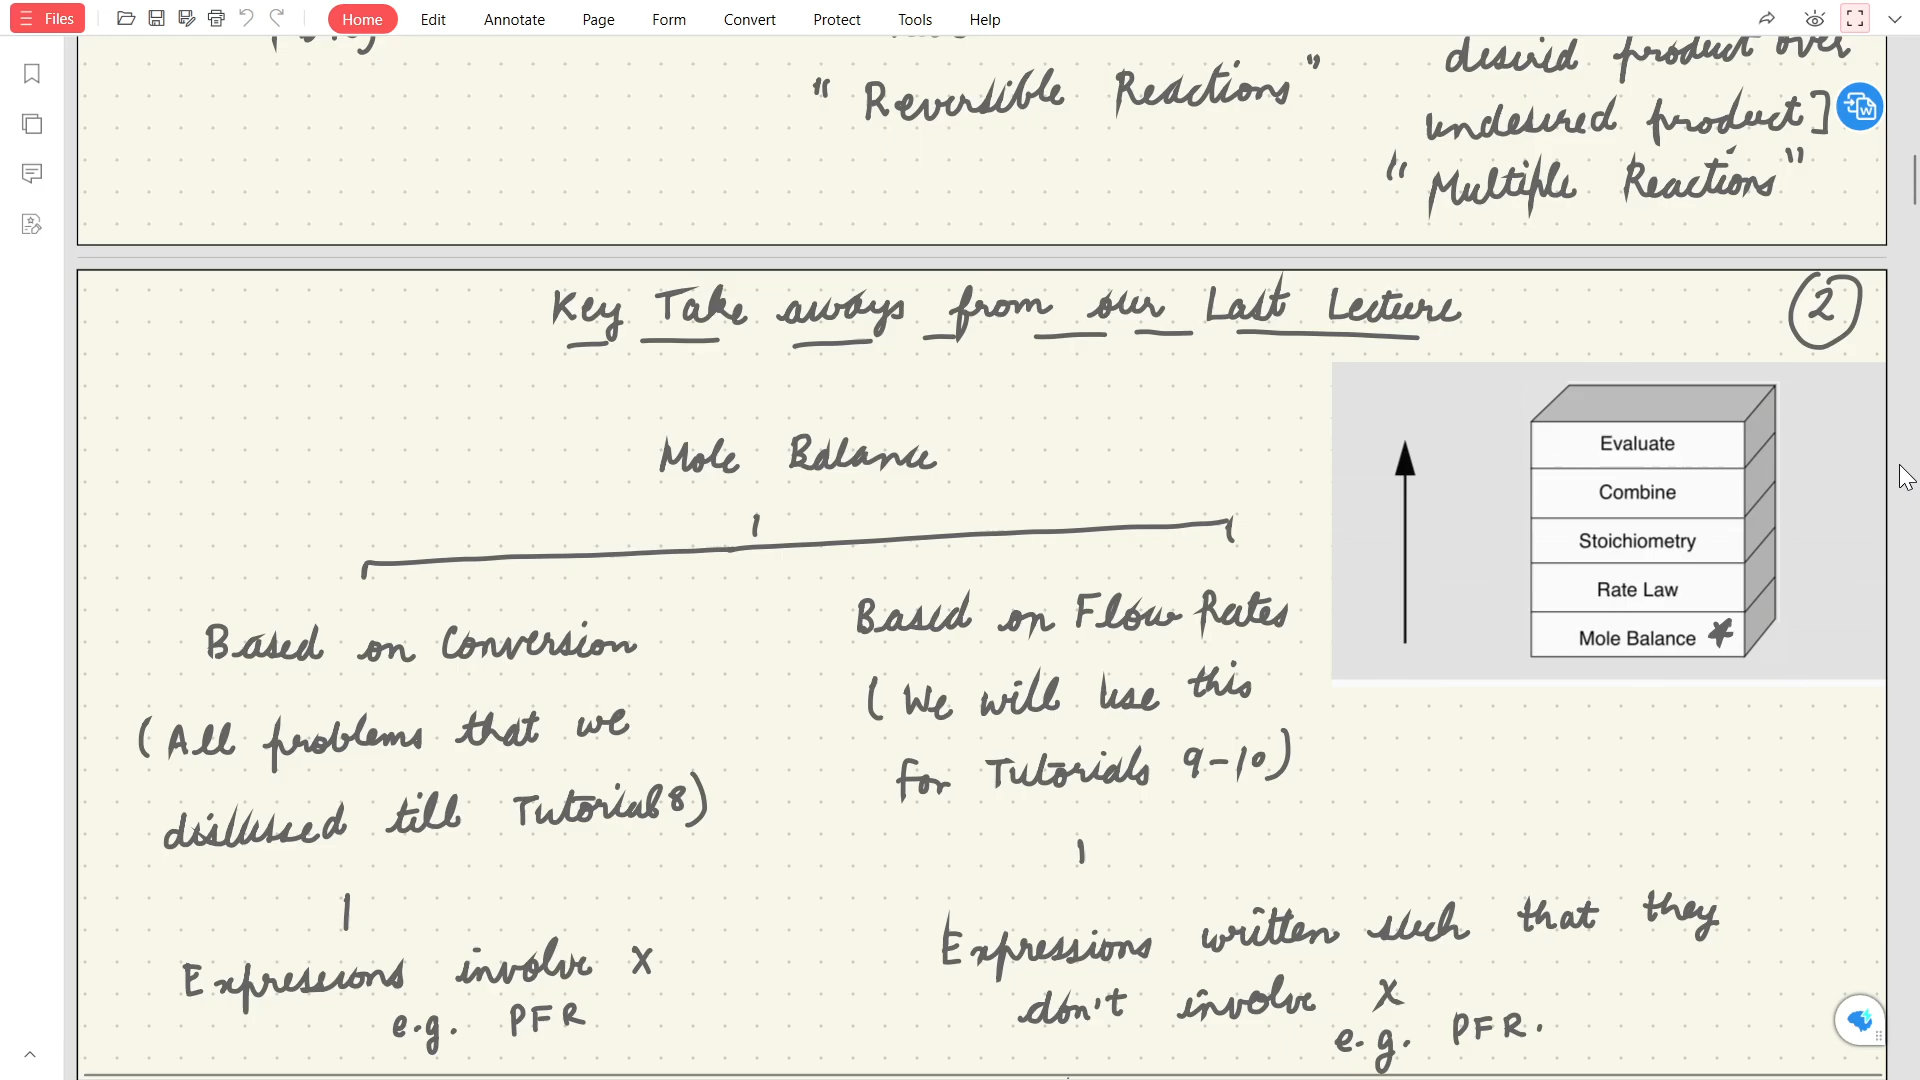 Files
Home Edit Annotate Page Form Convert Protect Tools Help
desired product over
" Reversible Reactions "
undesired product]
" Multiple Reactions "
Key Take aways from our Last Lecture
2
Mole Balance
Evaluate
Combine
Stoichiometry
Rate Law
Mole Balance *
Based on Conversion
(All problems that we
discussed till Tutorial 8)
Expressions involve X
e.g. PFR
Based on Flow Rates
(We will use this
for Tutorials 9-10)
Expressions written such that they
don't involve X
e.g. PFR.